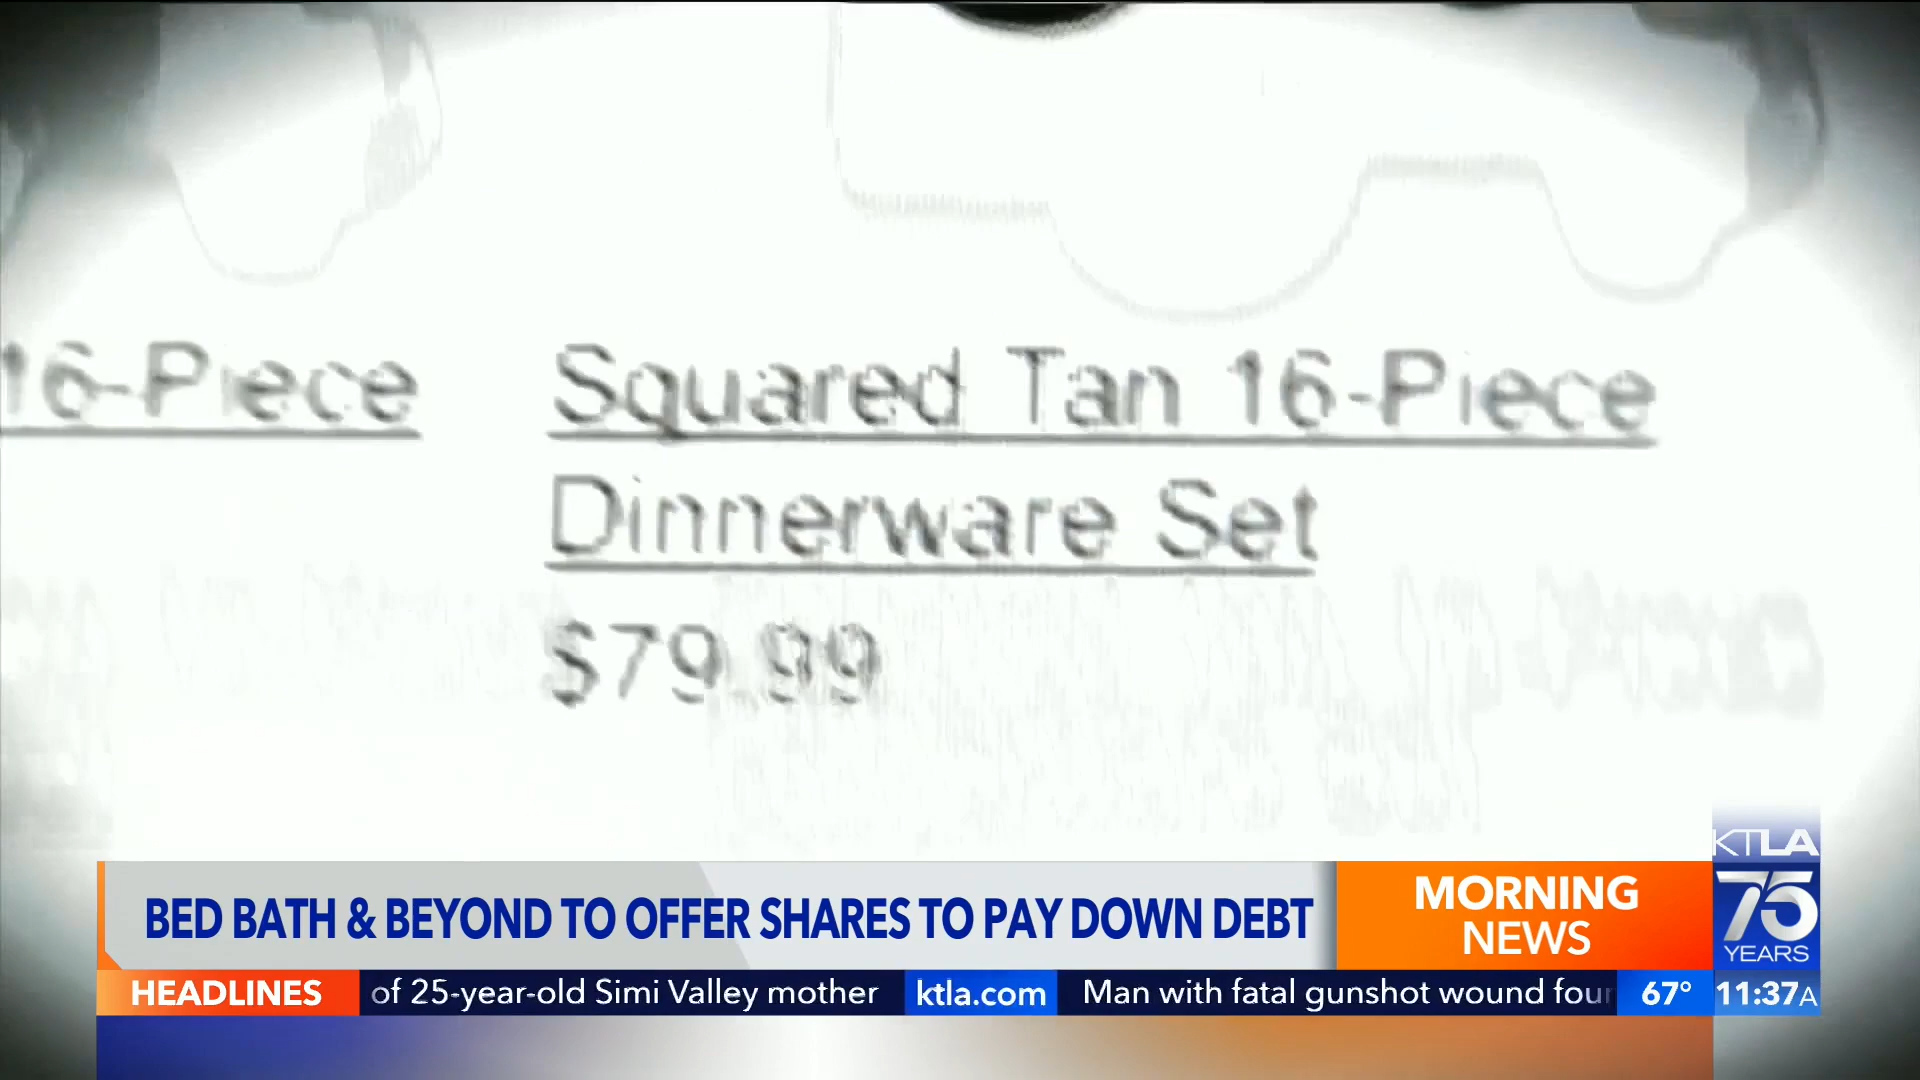 16-Piece
Squared Tan 16-Piece
Dinnerware Set
$79.99
BED BATH & BEYOND TO OFFER SHARES TO PAY DOWN DEBT
MORNING
NEWS
KTLA
75
YEARS
HEADLINES
of 25-year-old Simi Valley mother
ktla.com
Man with fatal gunshot wound
67°
11:37A